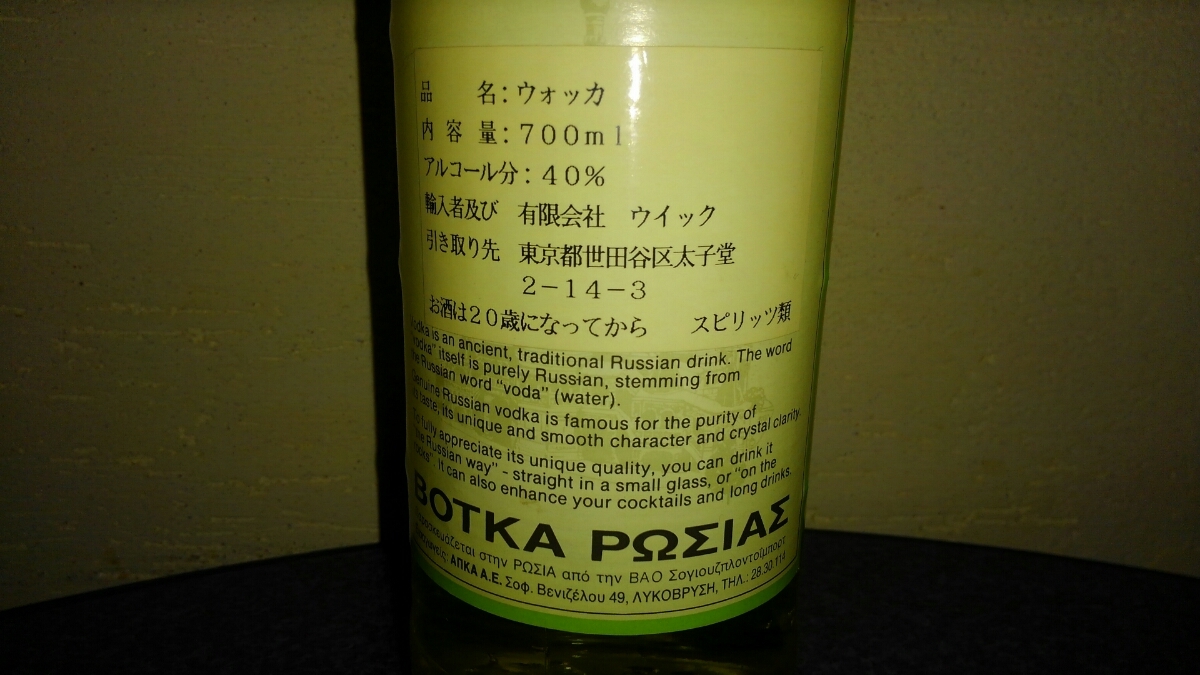 品 名:ウォッカ
内 容 量:700ml
アルコール分:40%
輸入者及び 有限会社 ウイック
引き取り先 東京都世田谷区太子堂
2-14-3
お酒は20歳になってから スピリッツ類
is an ancient, traditional Russian drink. The word
itself is purely Russian, stemming from
Russian word "voda" (water).
Russian vodka is famous for the purity of
taste, its unique and smooth character and crystal clarity.
fully appreciate its unique quality, you can drink it
Russian way" - straight in a small glass, or "on the
It can also enhance your cocktails and long drinks.
ΒΟΤΚΑ ΡΩΣΙΑΣ
στην ΡΩΣΙΑ από την ΒΑΟ Σογιουζπλοντοϊμπορτ
ΑΠΚΑ Α.Ε. Σοφ. Βενιζέλου 49, ΛΥΚΟΒΡΥΣΗ, ΤΗΛ.: 28.30.114